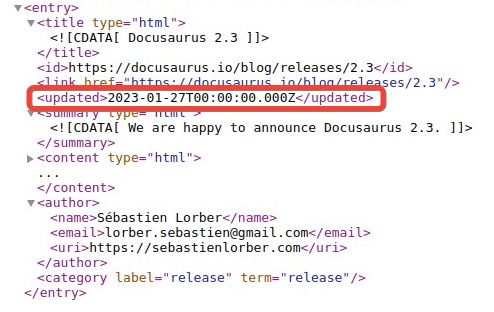 <entry>
<title type="html">
<![CDATA[ Docusaurus 2.3 ]]>
</title>
<id>https://docusaurus.io/blog/releases/2.3</id>
<link href="https://docusaurus.io/blog/releases/2.3"/>
<updated>2023-01-27T00:00:00.000Z</updated>
<summary type="html">
<![CDATA[ We are happy to announce Docusaurus 2.3. ]]>
</summary>
<content type="html">
...
</content>
<author>
<name>Sébastien Lorber</name>
<email>lorber.sebastien@gmail.com</email>
<uri>https://sebastienlorber.com</uri>
</author>
<category label="release" term="release"/>
</entry>